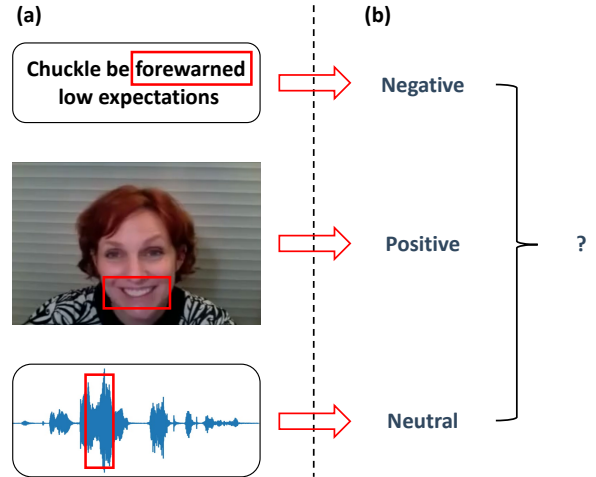 (a)
(b)
Chuckle be forewarned
low expectations
Negative
Positive
?
Neutral